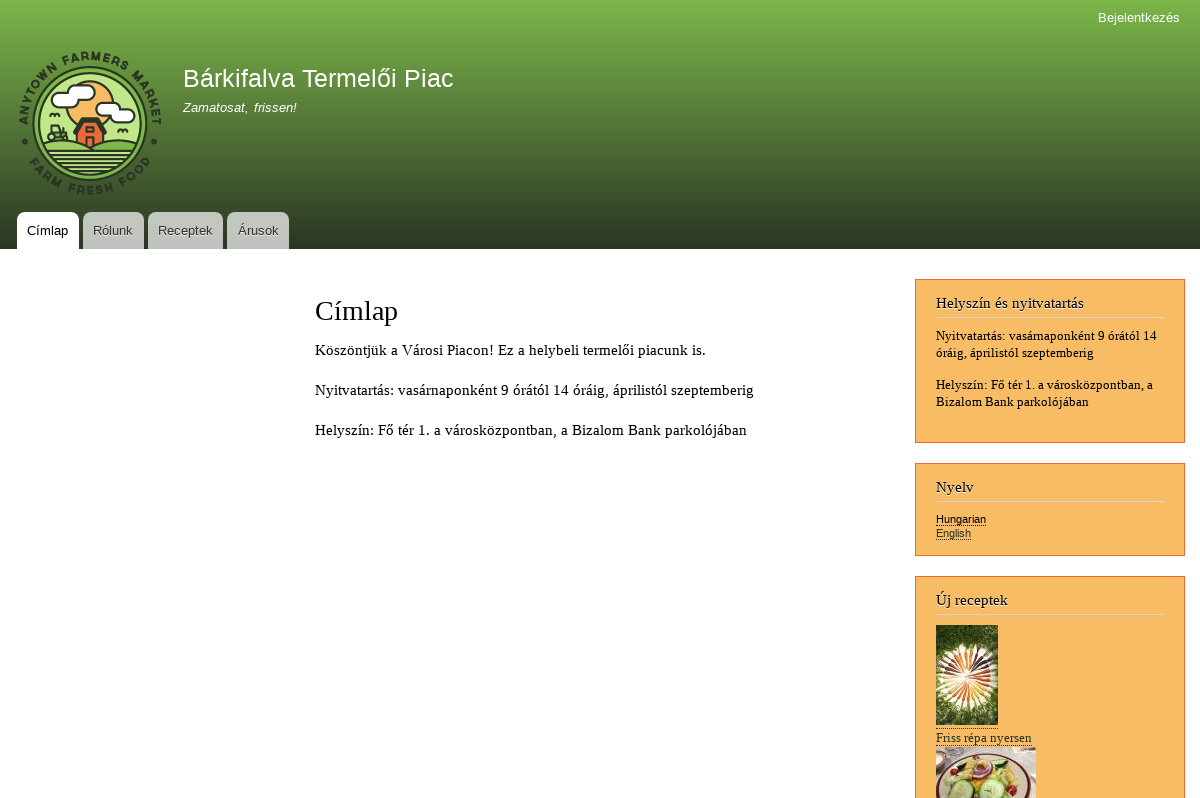 Bejelentkezés
ANYTOWN FARMERS MARKET
FARM FRESH FOOD
Bárkifalva Termelői Piac
Zamatosat, frissen!
Címlap
Rólunk
Receptek
Árusok
Címlap
Köszöntjük a Városi Piacon! Ez a helybeli termelői piacunk is.
Nyitvatartás: vasárnaponként 9 órától 14 óráig, áprilistól szeptemberig
Helyszín: Fő tér 1. a városközpontban, a Bizalom Bank parkolójában
Helyszín és nyitvatartás
Nyitvatartás: vasárnaponként 9 órától 14
óráig, áprilistól szeptemberig
Helyszín: Fő tér 1. a városközpontban, a
Bizalom Bank parkolójában
Nyelv
Hungarian
English
Új receptek
Friss répa nyersen